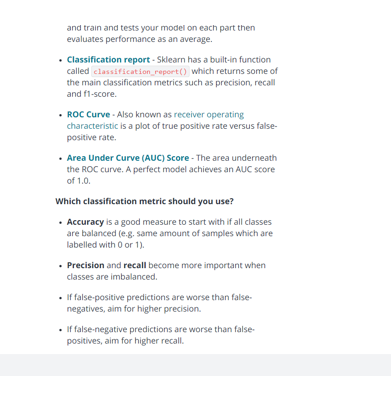 and train and tests your model on each part then
evaluates performance as an average.
• Classification report - Sklearn has a built-in function
called classification_report() which returns some of
the main classification metrics such as precision, recall
and f1-score.
• ROC Curve - Also known as receiver operating
characteristic is a plot of true positive rate versus false-
positive rate.
• Area Under Curve (AUC) Score - The area underneath
the ROC curve. A perfect model achieves an AUC score
of 1.0.
Which classification metric should you use?
• Accuracy is a good measure to start with if all classes
are balanced (e.g. same amount of samples which are
labelled with 0 or 1).
• Precision and recall become more important when
classes are imbalanced.
• If false-positive predictions are worse than false-
negatives, aim for higher precision.
• If false-negative predictions are worse than false-
positives, aim for higher recall.